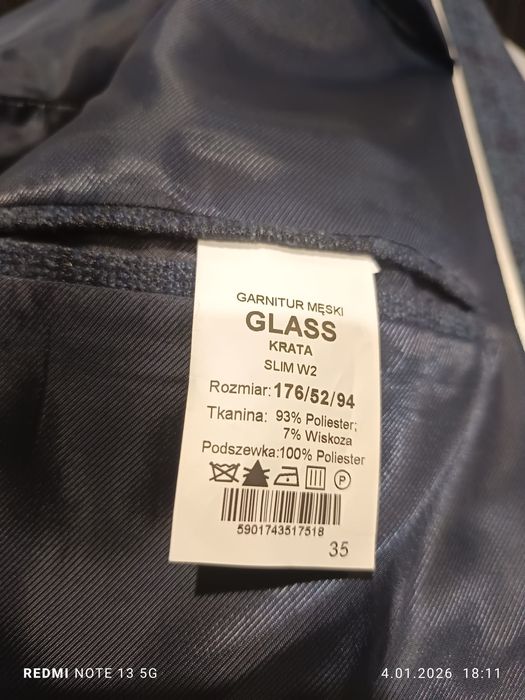 GARNITUR MĘSKI
GLASS
KRATA
SLIM W2
Rozmiar: 176/52/94
Tkanina: 93% Poliester;
7% Wiskoza
Podszewka:100% Poliester
P
5901743517518
35
REDMI NOTE 13 5G
4.01.2026 18:11